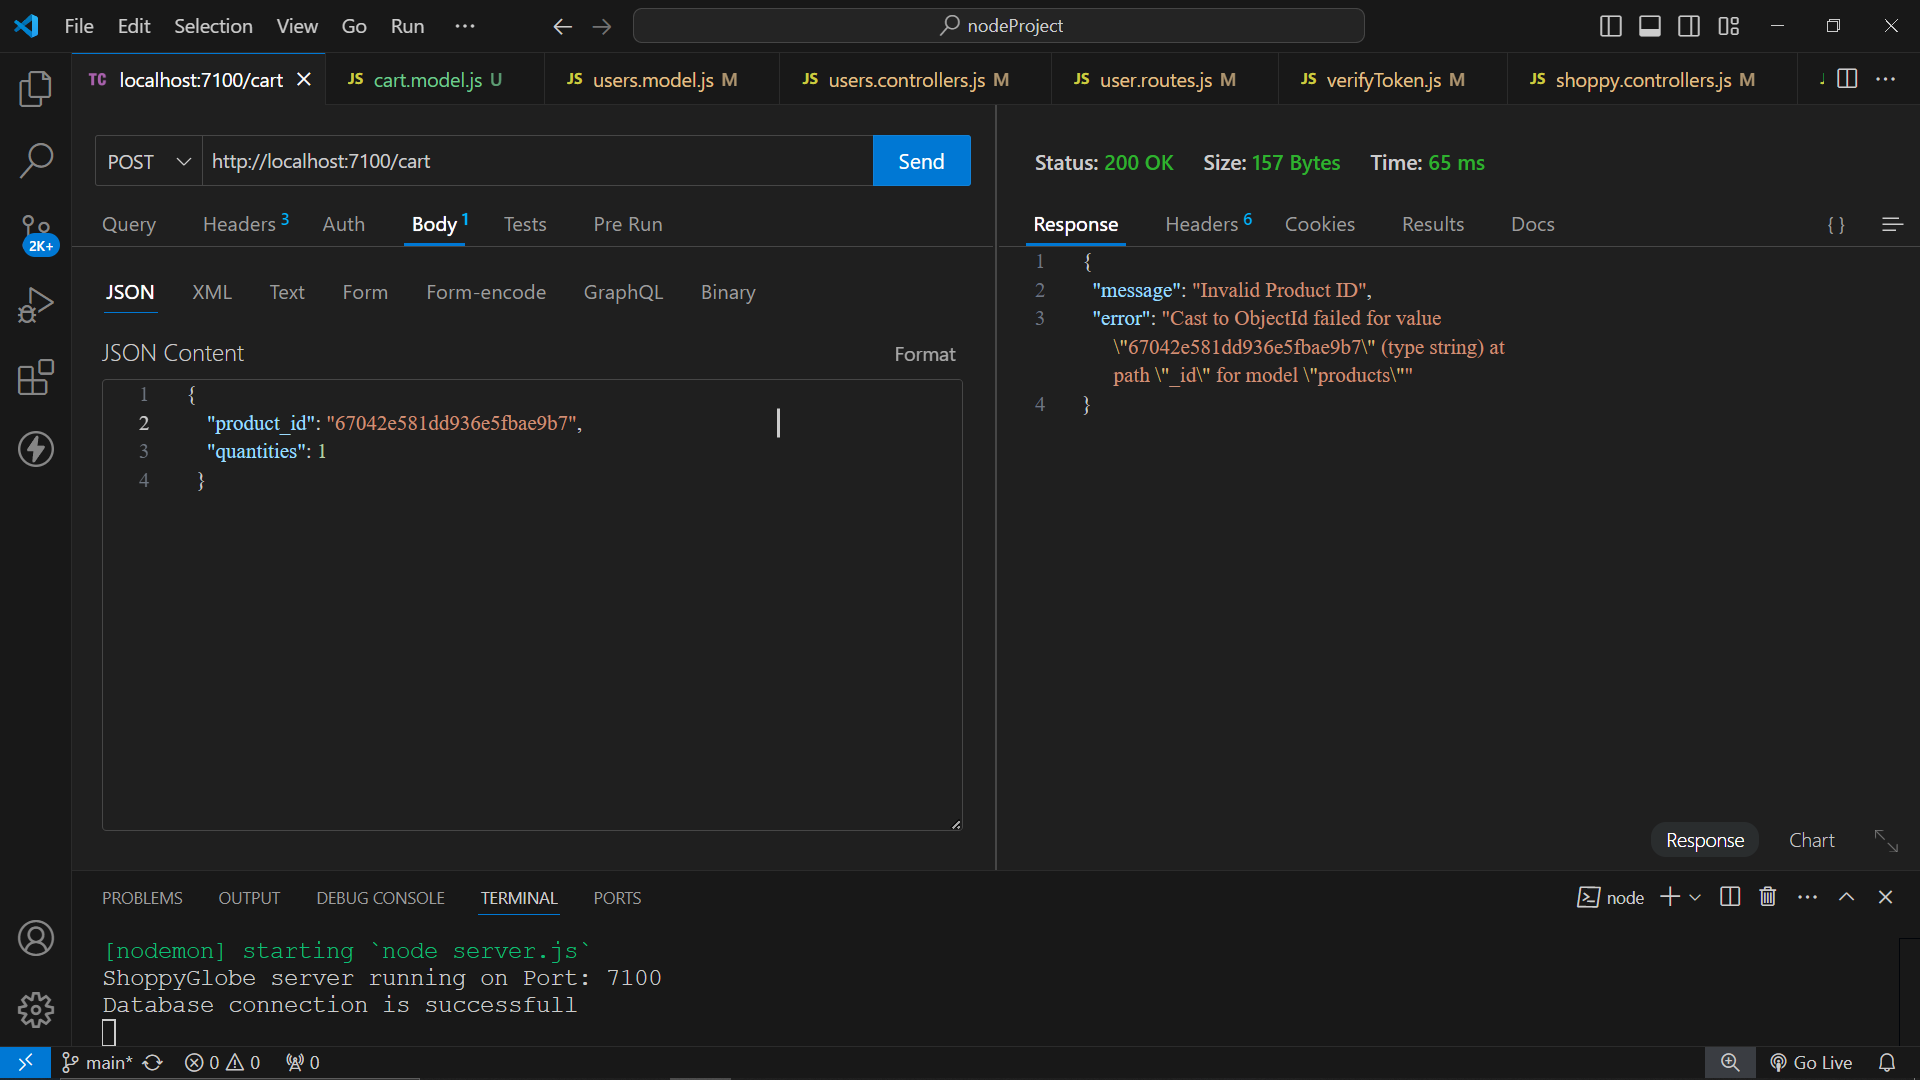 File Edit Selection View Go Run ··· nodeProject
TC localhost:7100/cart JS cart.model.js U JS users.model.js M JS users.controllers.js M JS user.routes.js M JS verifyToken.js M JS shoppy.controllers.js M
POST http://localhost:7100/cart Send
Query Headers 3 Auth Body 1 Tests Pre Run
JSON XML Text Form Form-encode GraphQL Binary
JSON Content Format
1 {
2 "product_id": "67042e581dd936e5fbae9b7",
3 "quantities": 1
4 }
Status: 200 OK Size: 157 Bytes Time: 65 ms
Response Headers 6 Cookies Results Docs { }
1 {
2 "message": "Invalid Product ID",
3 "error": "Cast to ObjectId failed for value
\"67042e581dd936e5fbae9b7\" (type string) at
path \"_id\" for model \"products\""
4 }
Response Chart
2K+
PROBLEMS OUTPUT DEBUG CONSOLE TERMINAL PORTS node
[nodemon] starting `node server.js`
ShoppyGlobe server running on Port: 7100
Database connection is successfull
main* 0 0 0 Go Live